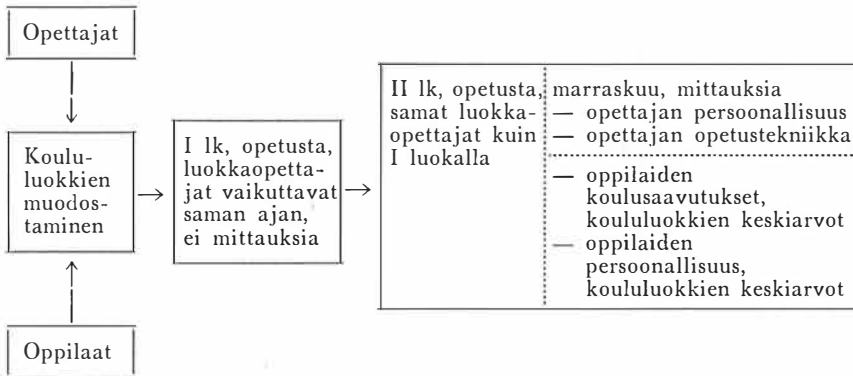 Opettajat
Koulu-
luokkien
muodos-
taminen
Oppilaat
I lk, opetusta,
luokkaopetta-
jat vaikuttavat
saman ajan,
ei mittauksia
II lk, opetusta,
samat luokka-
opettajat kuin
I luokalla
marraskuu, mittauksia
— opettajan persoonallisuus
— opettajan opetustekniikka
— oppilaiden
koulusaavutukset,
koululuokkien keskiarvot
— oppilaiden
persoonallisuus,
koululuokkien keskiarvot